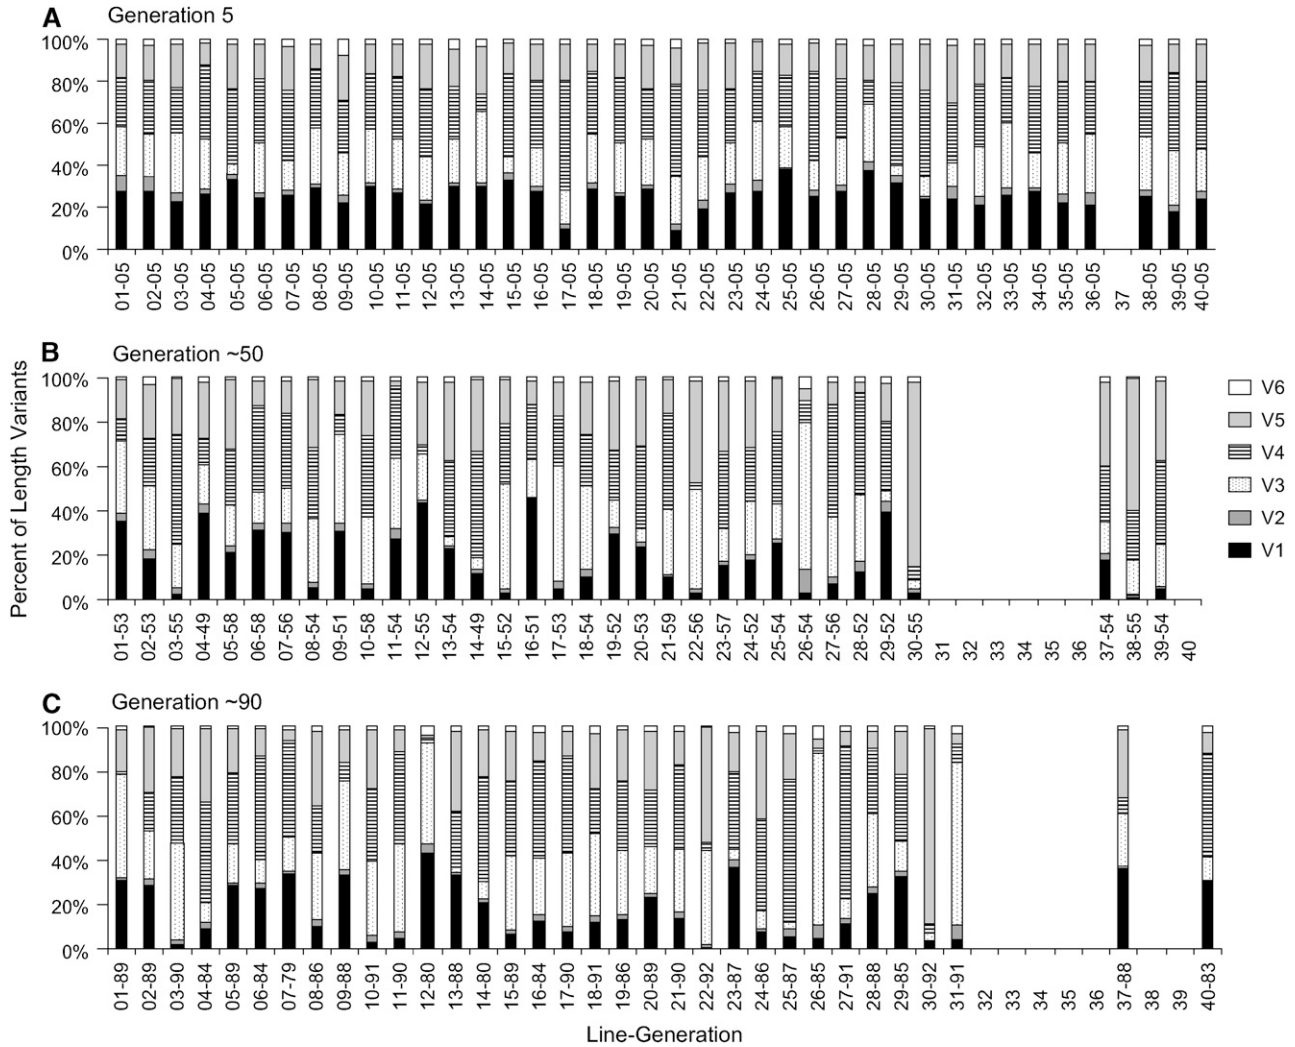 A Generation 5
100%
80%
60%
40%
20%
0%
01-05 02-05 03-05 04-05 05-05 06-05 07-05 08-05 09-05 10-05 11-05 12-05 13-05 14-05 15-05 16-05 17-05 18-05 19-05 20-05 21-05 22-05 23-05 24-05 25-05 26-05 27-05 28-05 29-05 30-05 31-05 32-05 33-05 34-05 35-05 36-05 37 38-05 39-05 40-05
Percent of Length Variants
B Generation ~50
100%
80%
60%
40%
20%
0%
01-53 02-53 03-55 04-49 05-58 06-58 07-56 08-54 09-51 10-58 11-54 12-55 13-54 14-49 15-52 16-51 17-53 18-54 19-52 20-53 21-59 22-56 23-57 24-52 25-54 26-54 27-56 28-52 29-52 30-55 31 32 33 34 35 36 37-54 38-55 39-54 40
V6
V5
V4
V3
V2
V1
C Generation ~90
100%
80%
60%
40%
20%
0%
01-89 02-89 03-90 04-84 05-89 06-84 07-79 08-86 09-88 10-91 11-90 12-80 13-88 14-80 15-89 16-84 17-90 18-91 19-86 20-89 21-90 22-92 23-87 24-86 25-87 26-85 27-91 28-88 29-85 30-92 31-91 32 33 34 35 36 37-88 38 39 40-83
Line-Generation